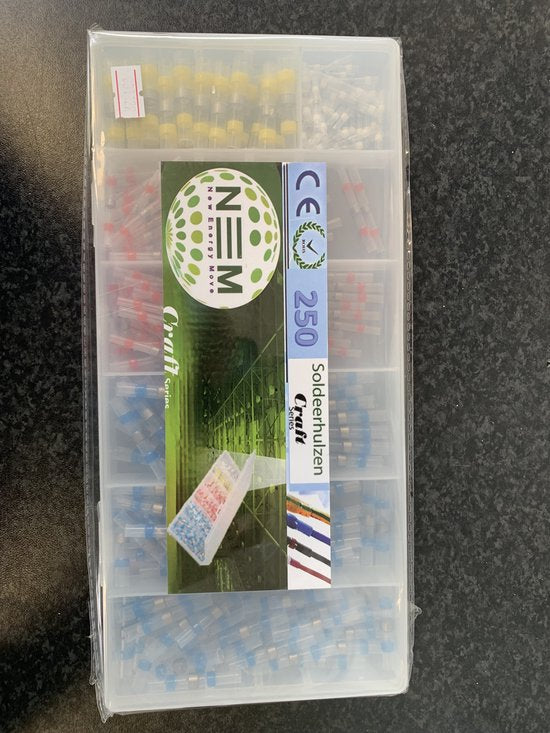 NEM
New Energy Move
Craft
Series
CE
250
Soldeerhulzen
Craft
Series